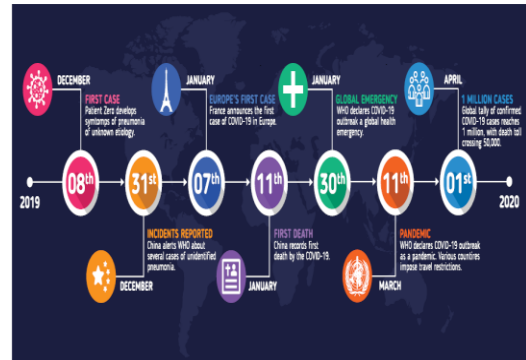 DECEMBER
FIRST CASE
Patient Zero develops
symtomps of pneumonia
of unknown etiology.
JANUARY
EUROPE'S FIRST CASE
France announces the first
case of COVID-19 in Europe.
JANUARY
GLOBAL EMERGENCY
WHO declares COVID-19
outbreak a global health
emergency.
APRIL
1 MILLION CASES
Global tally of confirmed
COVID-19 cases reaches
1 million, with death toll
crossing 50,000.
2019
08th
31st
07th
11th
30th
11th
01st
2020
INCIDENTS REPORTED
China alerts WHO about
several cases of unidentified
pneumonia.
DECEMBER
FIRST DEATH
China records First
death by the COVID-19.
JANUARY
PANDEMIC
WHO declares COVID-19 outbreak
as a pandemic. Various countires
impose travel restrictions.
MARCH